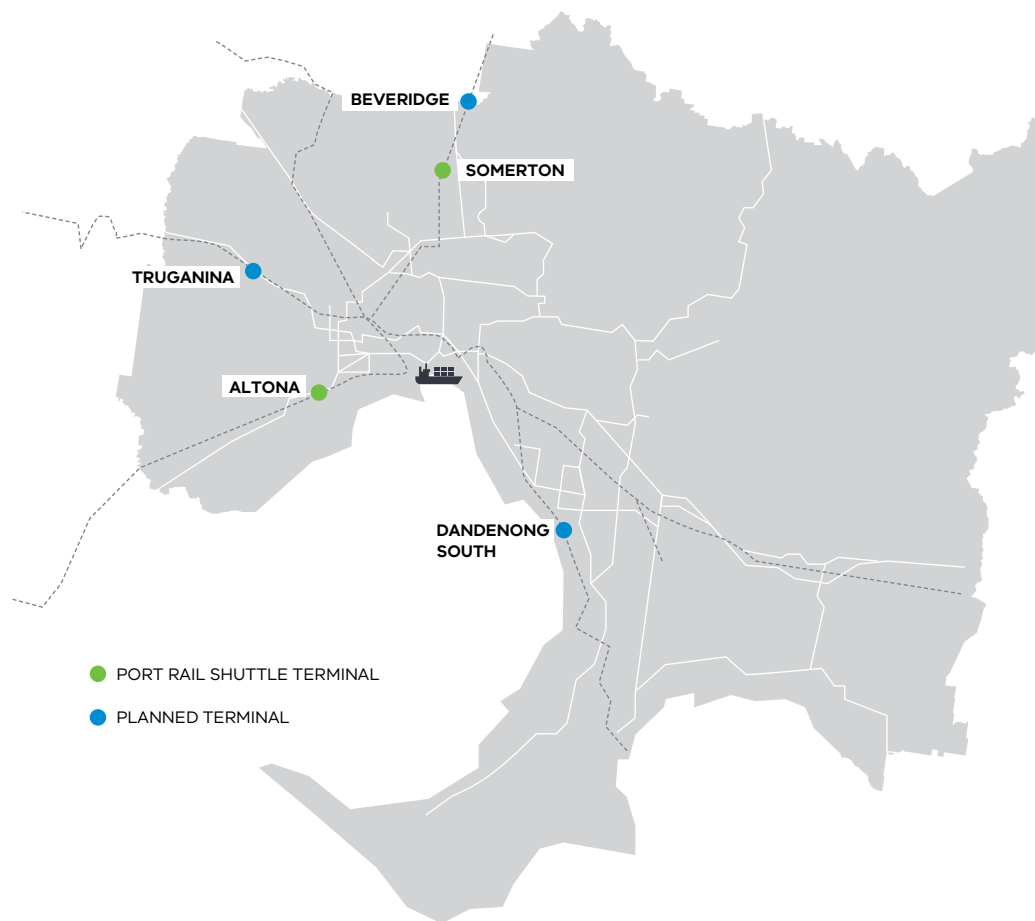 BEVERIDGE
SOMERTON
TRUGANINA
ALTONA
DANDENONG
SOUTH
PORT RAIL SHUTTLE TERMINAL
PLANNED TERMINAL